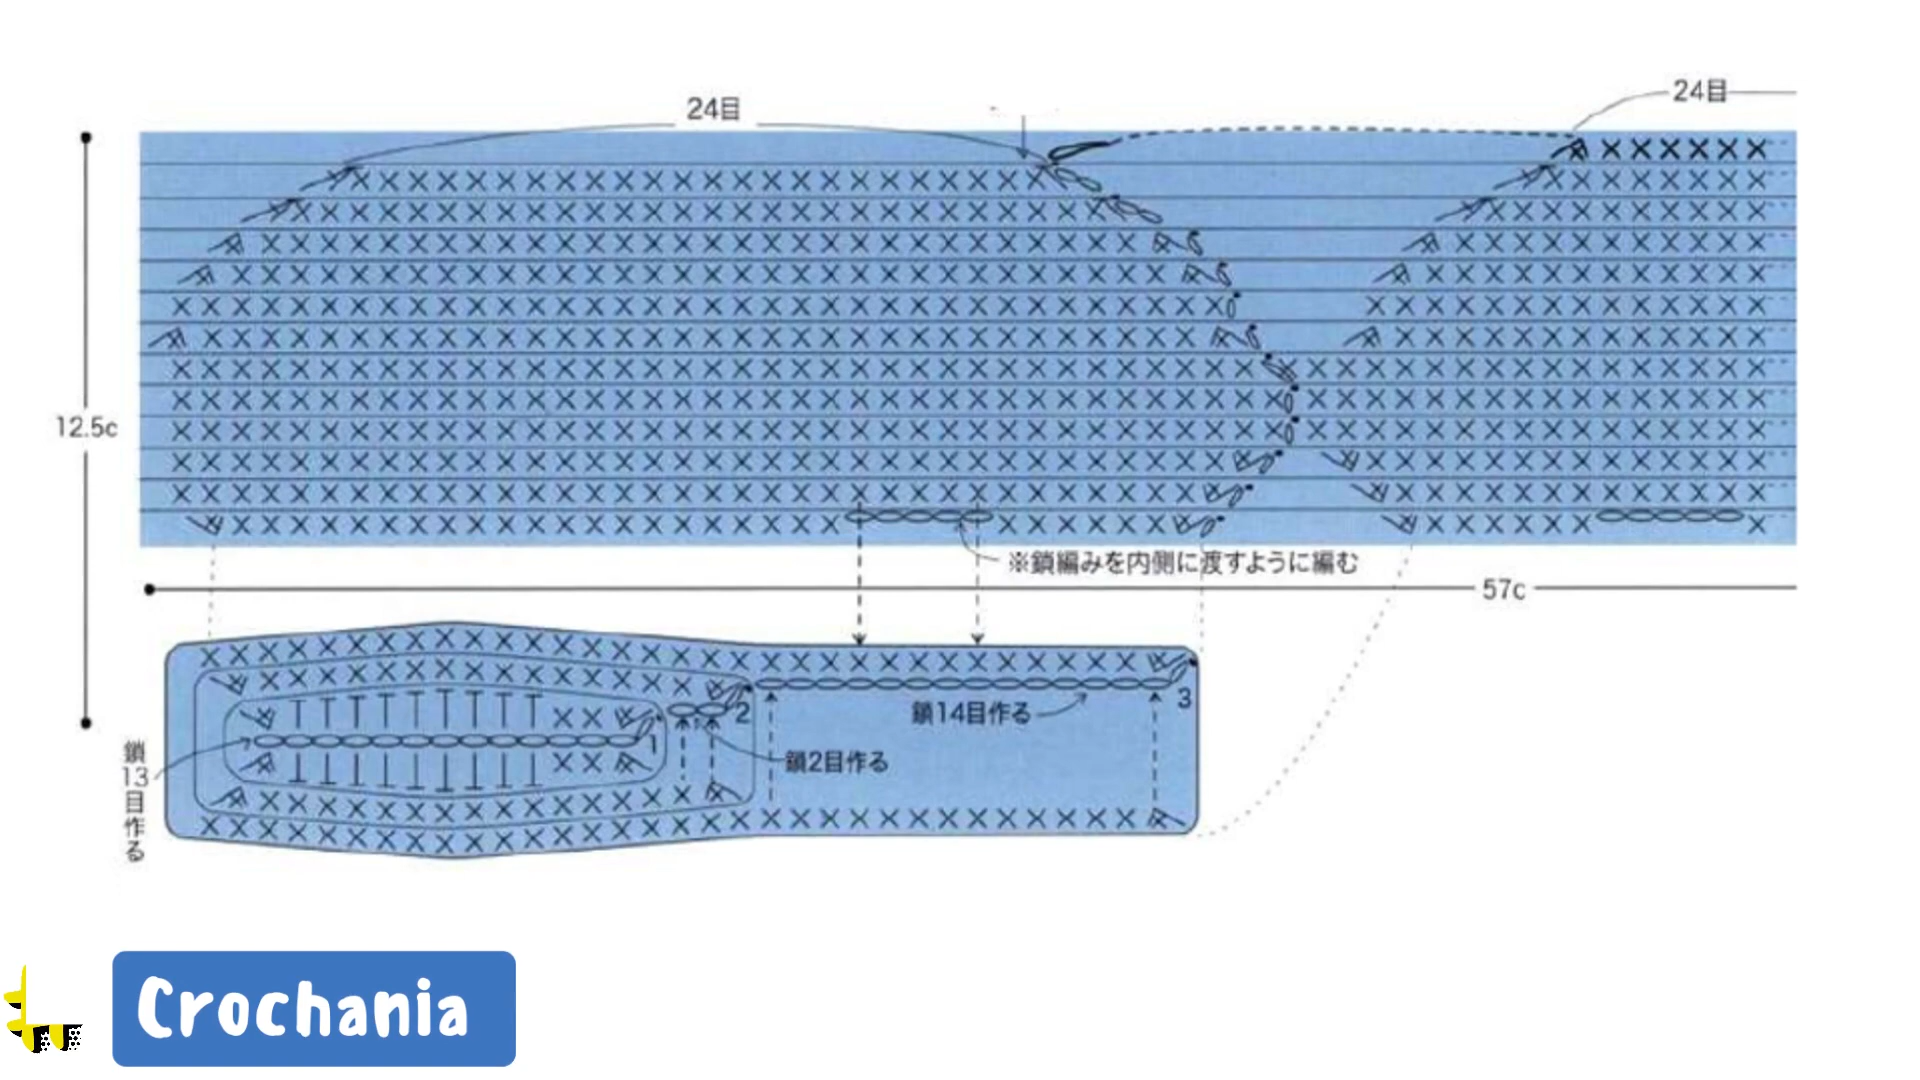 24目
24目
12.5c
※鎖編みを内側に渡すように編む
57c
3
2
鎖14目作る
1
鎖2目作る
鎖13目作る
Crochania